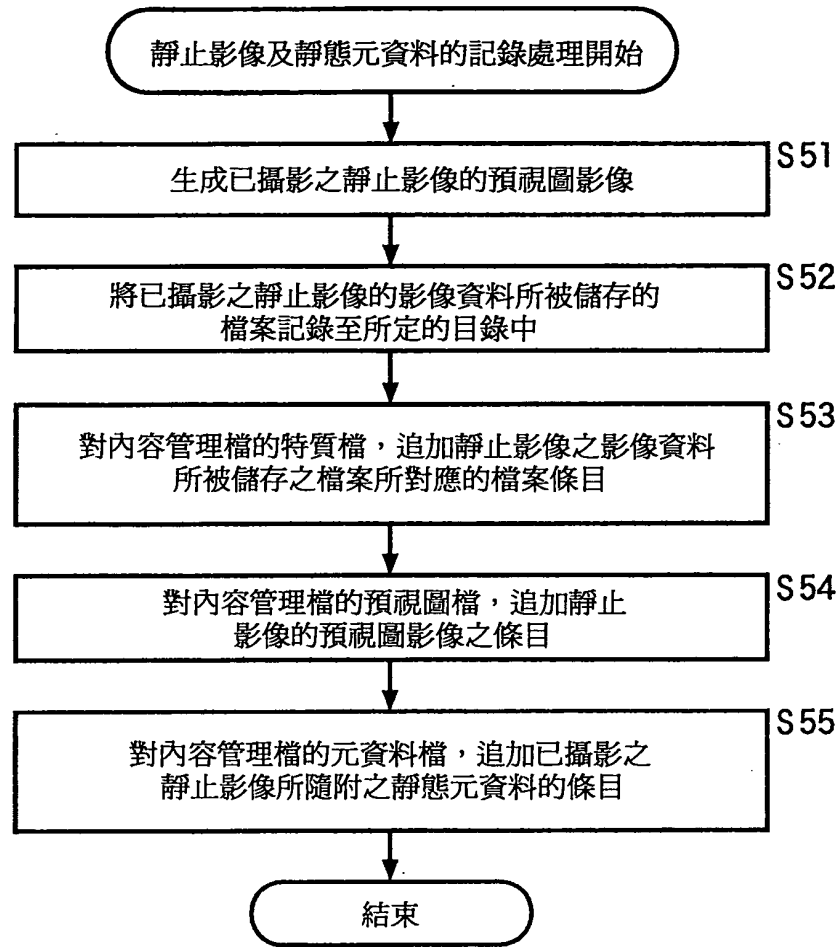 靜止影像及靜態元資料的記錄處理開始
S51
生成已攝影之靜止影像的預視圖影像
S52
將已攝影之靜止影像的影像資料所被儲存的
檔案記錄至所定的目錄中
S53
對內容管理檔的特質檔，追加靜止影像之影像資料
所被儲存之檔案所對應的檔案條目
S54
對內容管理檔的預視圖檔，追加靜止
影像的預視圖影像之條目
S55
對內容管理檔的元資料檔，追加已攝影之
靜止影像所隨附之靜態元資料的條目
結束